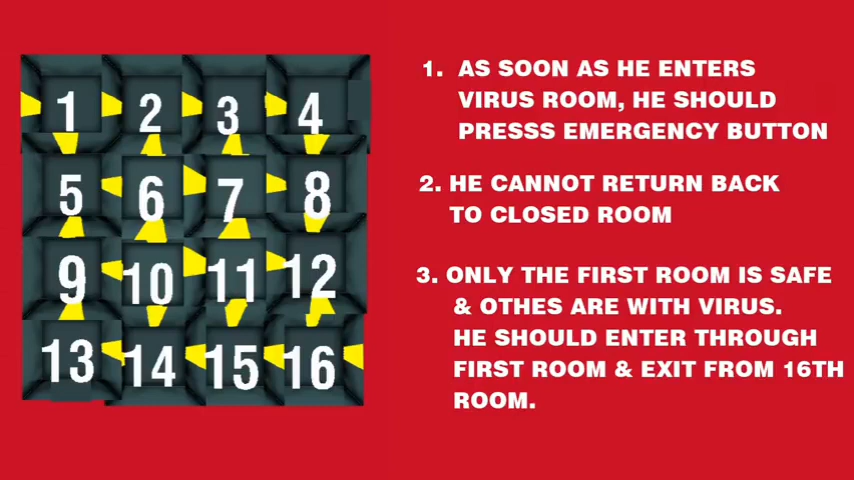 1 2 3 4
5 6 7 8
9 10 11 12
13 14 15 16
1. AS SOON AS HE ENTERS
VIRUS ROOM, HE SHOULD
PRESSS EMERGENCY BUTTON
2. HE CANNOT RETURN BACK
TO CLOSED ROOM
3. ONLY THE FIRST ROOM IS SAFE
& OTHES ARE WITH VIRUS.
HE SHOULD ENTER THROUGH
FIRST ROOM & EXIT FROM 16TH
ROOM.